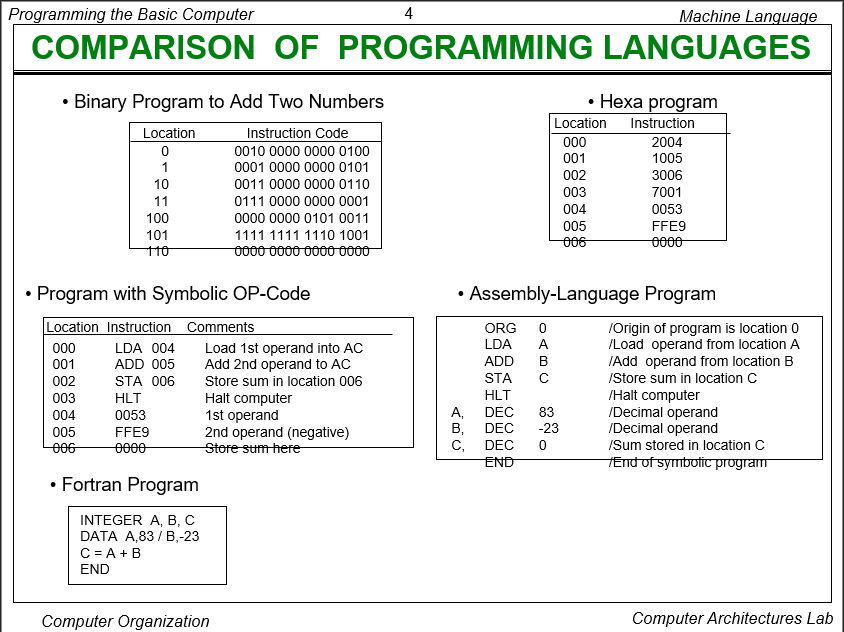 Programming the Basic Computer 4 Machine Language
COMPARISON OF PROGRAMMING LANGUAGES
• Binary Program to Add Two Numbers
Location Instruction Code
0 0010 0000 0000 0100
1 0001 0000 0000 0101
10 0011 0000 0000 0110
11 0111 0000 0000 0001
100 0000 0000 0101 0011
101 1111 1111 1110 1001
110 0000 0000 0000 0000
• Hexa program
Location Instruction
000 2004
001 1005
002 3006
003 7001
004 0053
005 FFE9
006 0000
• Program with Symbolic OP-Code
Location Instruction Comments
000 LDA 004 Load 1st operand into AC
001 ADD 005 Add 2nd operand to AC
002 STA 006 Store sum in location 006
003 HLT Halt computer
004 0053 1st operand
005 FFE9 2nd operand (negative)
006 0000 Store sum here
• Assembly-Language Program
ORG 0 /Origin of program is location 0
LDA A /Load operand from location A
ADD B /Add operand from location B
STA C /Store sum in location C
HLT /Halt computer
A, DEC 83 /Decimal operand
B, DEC -23 /Decimal operand
C, DEC 0 /Sum stored in location C
END /End of symbolic program
• Fortran Program
INTEGER A, B, C
DATA A,83 / B,-23
C = A + B
END
Computer Organization Computer Architectures Lab